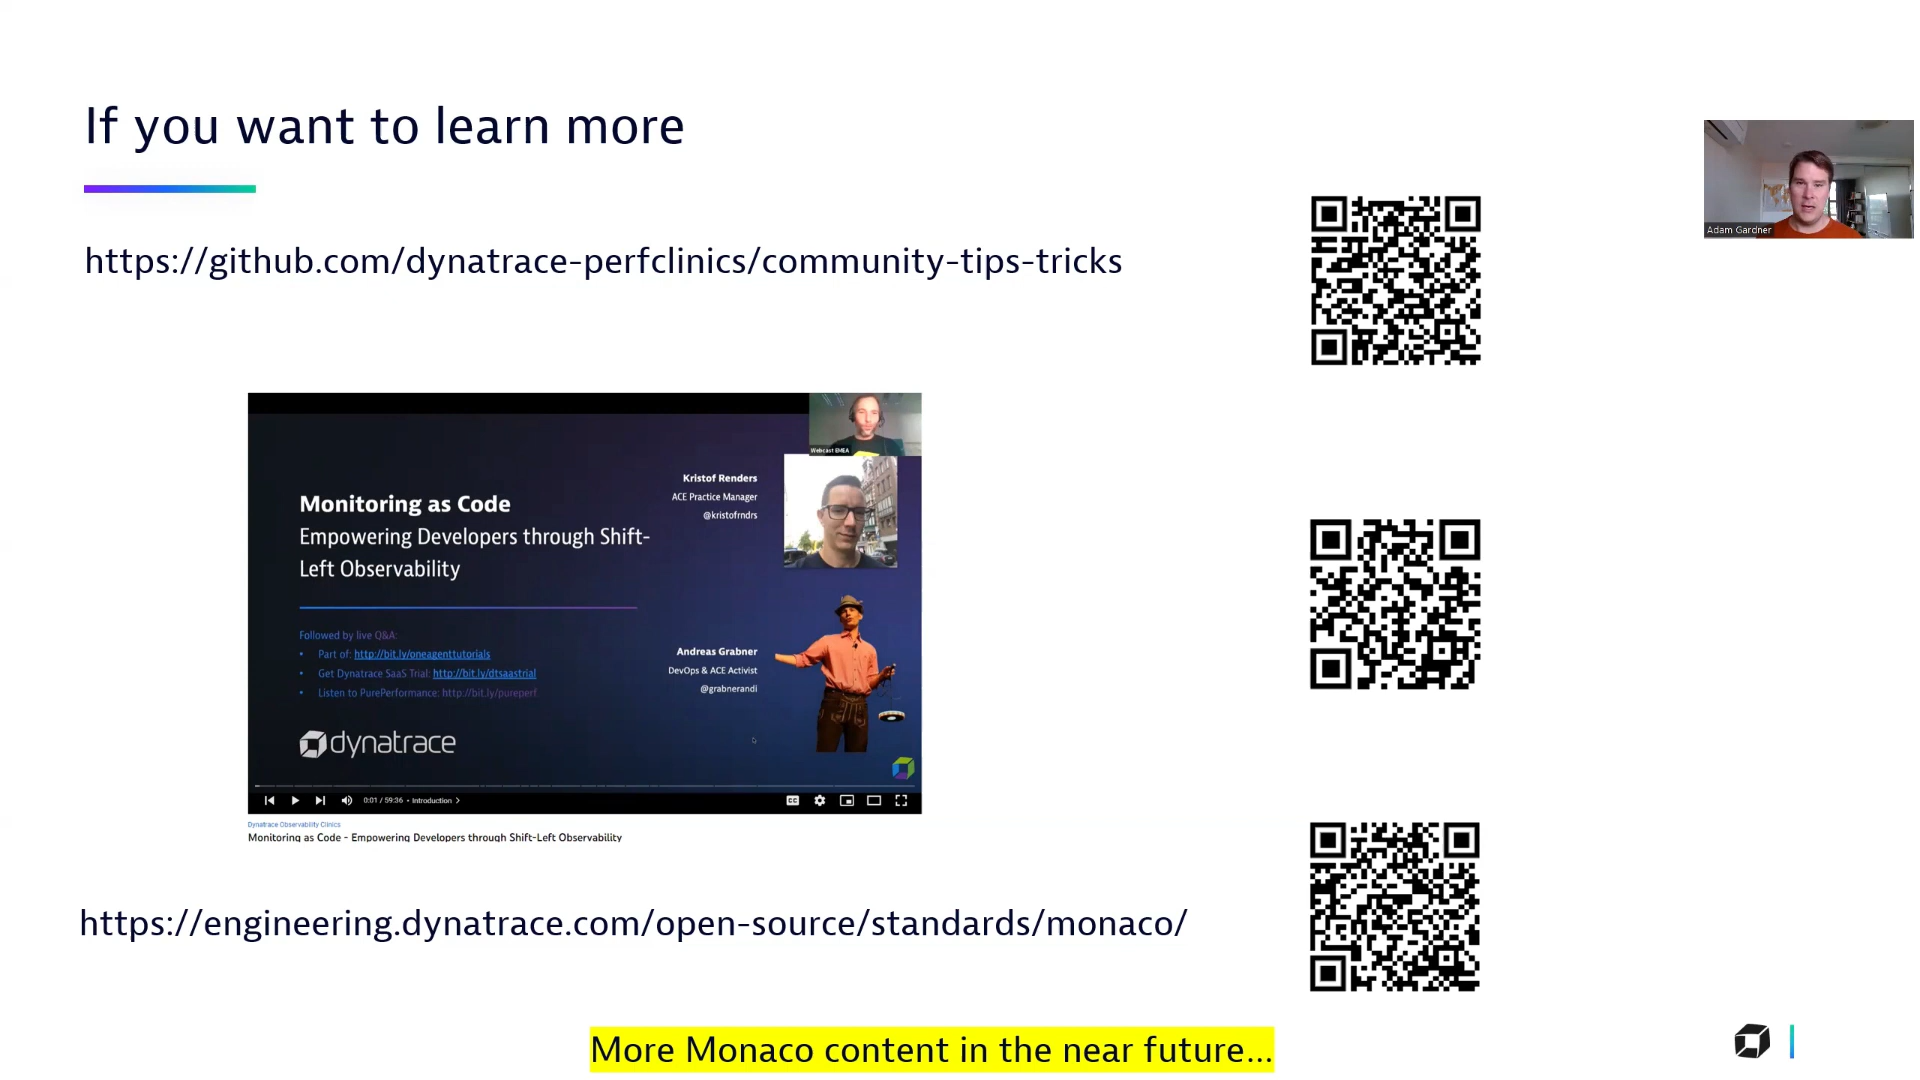 If you want to learn more
https://github.com/dynatrace-perfclinics/community-tips-tricks
Adam Gardner
Webcast EMEA
Kristof Renders
ACE Practice Manager
@kristofrndrs
Monitoring as Code
Empowering Developers through Shift-
Left Observability
Followed by live Q&A:
• Part of: http://bit.ly/oneagenttutorials
• Get Dynatrace SaaS Trial: http://bit.ly/dtsaastrial
• Listen to PurePerformance: http://bit.ly/pureperf
Andreas Grabner
DevOps & ACE Activist
@grabnerandi
dynatrace
0:01 / 59:36 • Introduction >
CC
Dynatrace Observability Clinics
Monitoring as Code - Empowering Developers through Shift-Left Observability
https://engineering.dynatrace.com/open-source/standards/monaco/
More Monaco content in the near future...